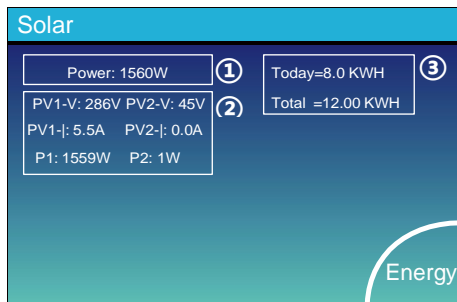 Solar
Power: 1560W ①
PV1-V: 286V PV2-V: 45V ②
PV1-|: 5.5A PV2-|: 0.0A
P1: 1559W P2: 1W
Today=8.0 KWH ③
Total =12.00 KWH
Energy